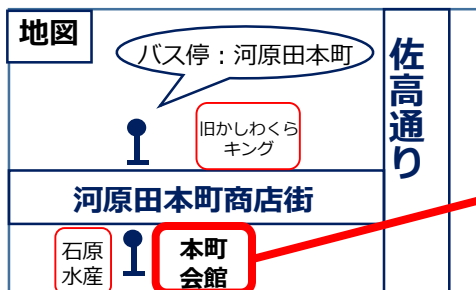 地図
バス停：河原田本町
佐高通り
旧かしわくら
キング
河原田本町商店街
石原
水産
本町
会館